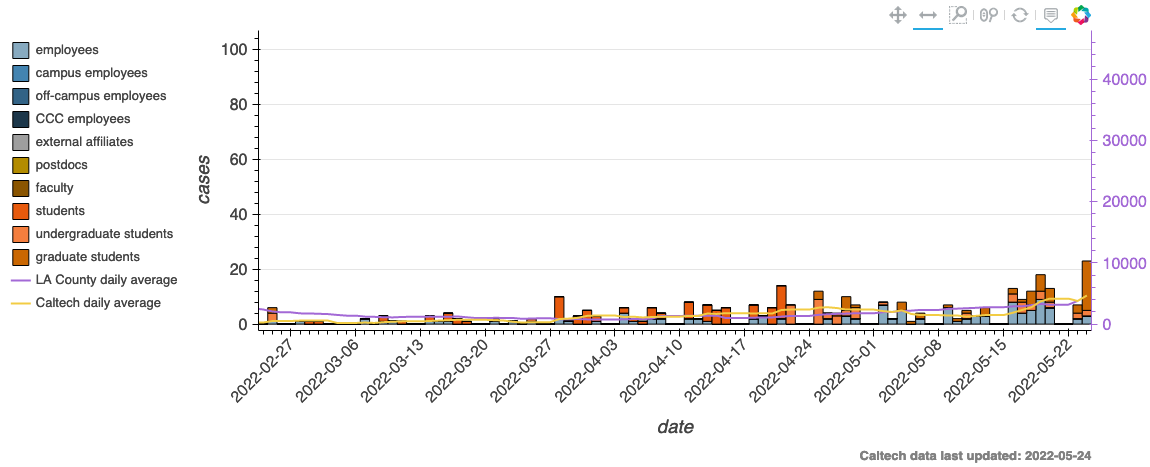 employees
campus employees
off-campus employees
CCC employees
external affiliates
postdocs
faculty
students
undergraduate students
graduate students
LA County daily average
Caltech daily average
cases
100
80
60
40
20
0
40000
30000
20000
10000
0
2022-02-27
2022-03-06
2022-03-13
2022-03-20
2022-03-27
2022-04-03
2022-04-10
2022-04-17
2022-04-24
2022-05-01
2022-05-08
2022-05-15
2022-05-22
date
Caltech data last updated: 2022-05-24